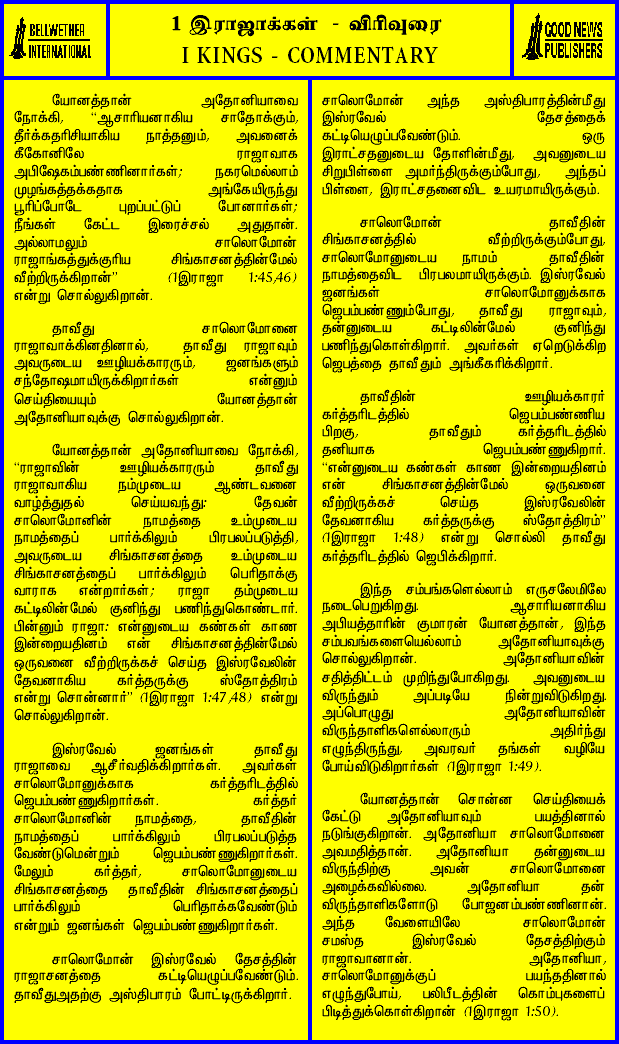 BELLWETHER
INTERNATIONAL
1 இராஜாக்கள் - விரிவுரை
I KINGS - COMMENTARY
GOOD NEWS
PUBLISHERS
யோனத்தான் அதோனியாவை
நோக்கி, “ஆசாரியனாகிய சாதோக்கும்,
தீர்க்கதரிசியாகிய நாத்தனும், அவனைக்
கீகோனிலே ராஜாவாக
அபிஷேகம்பண்ணினார்கள்; நகரமெல்லாம்
முழங்கத்தக்கதாக அங்கேயிருந்து
பூரிப்போடே புறப்பட்டுப் போனார்கள்;
நீங்கள் கேட்ட இரைச்சல் அதுதான்.
அல்லாமலும் சாலொமோன்
ராஜாங்கத்துக்குரிய சிங்காசனத்தின்மேல்
வீற்றிருக்கிறான்” (1இராஜா 1:45,46)
என்று சொல்லுகிறான்.
தாவீது சாலொமோனை
ராஜாவாக்கினதினால், தாவீது ராஜாவும்
அவருடைய ஊழியக்காரரும், ஜனங்களும்
சந்தோஷமாயிருக்கிறார்கள் என்னும்
செய்தியையும் யோனத்தான்
அதோனியாவுக்கு சொல்லுகிறான்.
யோனத்தான் அதோனியாவை நோக்கி,
“ராஜாவின் ஊழியக்காரரும் தாவீது
ராஜாவாகிய நம்முடைய ஆண்டவனை
வாழ்த்துதல் செய்யவந்து: தேவன்
சாலொமோனின் நாமத்தை உம்முடைய
நாமத்தைப் பார்க்கிலும் பிரபலப்படுத்தி,
அவருடைய சிங்காசனத்தை உம்முடைய
சிங்காசனத்தைப் பார்க்கிலும் பெரிதாக்கு
வாராக என்றார்கள்; ராஜா தம்முடைய
கட்டிலின்மேல் குனிந்து பணிந்துகொண்டார்.
பின்னும் ராஜா: என்னுடைய கண்கள் காண
இன்றையதினம் என் சிங்காசனத்தின்மேல்
ஒருவனை வீற்றிருக்கச் செய்த இஸ்ரவேலின்
தேவனாகிய கர்த்தருக்கு ஸ்தோத்திரம்
என்று சொன்னார்” (1இராஜா 1:47,48) என்று
சொல்லுகிறான்.
இஸ்ரவேல் ஜனங்கள் தாவீது
ராஜாவை ஆசீர்வதிக்கிறார்கள். அவர்கள்
சாலொமோனுக்காக கர்த்தரிடத்தில்
ஜெபம்பண்ணுகிறார்கள். கர்த்தர்
சாலொமோனின் நாமத்தை, தாவீதின்
நாமத்தைப் பார்க்கிலும் பிரபலப்படுத்த
வேண்டுமென்றும் ஜெபம்பண்ணுகிறார்கள்.
மேலும் கர்த்தர், சாலொமோனுடைய
சிங்காசனத்தை தாவீதின் சிங்காசனத்தைப்
பார்க்கிலும் பெரிதாக்கவேண்டும்
என்றும் ஜனங்கள் ஜெபம்பண்ணுகிறார்கள்.
சாலொமோன் இஸ்ரவேல் தேசத்தின்
ராஜாசனத்தை கட்டியெழுப்பவேண்டும்.
தாவீதுஅதற்கு அஸ்திபாரம் போட்டிருக்கிறார்.
சாலொமோன் அந்த அஸ்திபாரத்தின்மீது
இஸ்ரவேல் தேசத்தைக்
கட்டியெழுப்பவேண்டும். ஒரு
இராட்சதனுடைய தோளின்மீது, அவனுடைய
சிறுபிள்ளை அமர்ந்திருக்கும்போது, அந்தப்
பிள்ளை, இராட்சதனைவிட உயரமாயிருக்கும்.
சாலொமோன் தாவீதின்
சிங்காசனத்தில் வீற்றிருக்கும்போது,
சாலொமோனுடைய நாமம் தாவீதின்
நாமத்தைவிட பிரபலமாயிருக்கும். இஸ்ரவேல்
ஜனங்கள் சாலொமோனுக்காக
ஜெபம்பண்ணும்போது, தாவீது ராஜாவும்,
தன்னுடைய கட்டிலின்மேல் குனிந்து
பணிந்துகொள்கிறார். அவர்கள் ஏறெடுக்கிற
ஜெபத்தை தாவீதும் அங்கீகரிக்கிறார்.
தாவீதின் ஊழியக்காரர்
கர்த்தரிடத்தில் ஜெபம்பண்ணிய
பிறகு, தாவீதும் கர்த்தரிடத்தில்
தனியாக ஜெபம்பண்ணுகிறார்.
“என்னுடைய கண்கள் காண இன்றையதினம்
என் சிங்காசனத்தின்மேல் ஒருவனை
வீற்றிருக்கச் செய்த இஸ்ரவேலின்
தேவனாகிய கர்த்தருக்கு ஸ்தோத்திரம்”
(1இராஜா 1:48) என்று சொல்லி தாவீது
கர்த்தரிடத்தில் ஜெபிக்கிறார்.
இந்த சம்பங்களெல்லாம் எருசலேமிலே
நடைபெறுகிறது. ஆசாரியனாகிய
அபியத்தாரின் குமாரன் யோனத்தான், இந்த
சம்பவங்களையெல்லாம் அதோனியாவுக்கு
சொல்லுகிறான். அதோனியாவின்
சதித்திட்டம் முறிந்துபோகிறது. அவனுடைய
விருந்தும் அப்படியே நின்றுவிடுகிறது.
அப்பொழுது அதோனியாவின்
விருந்தாளிகளெல்லாரும் அதிர்ந்து
எழுந்திருந்து, அவரவர் தங்கள் வழியே
போய்விடுகிறார்கள் (1இராஜா 1:49).
யோனத்தான் சொன்ன செய்தியைக்
கேட்டு அதோனியாவும் பயத்தினால்
நடுங்குகிறான். அதோனியா சாலொமோனை
அவமதித்தான். அதோனியா தன்னுடைய
விருந்திற்கு அவன் சாலொமோனை
அழைக்கவில்லை. அதோனியா தன்
விருந்தாளிகளோடு போஜனம்பண்ணினான்.
அந்த வேளையிலே சாலொமோன்
சமஸ்த இஸ்ரவேல் தேசத்திற்கும்
ராஜாவானான். அதோனியா,
சாலொமோனுக்குப் பயந்ததினால்
எழுந்துபோய், பலிபீடத்தின் கொம்புகளைப்
பிடித்துக்கொள்கிறான் (1இராஜா 1:50).